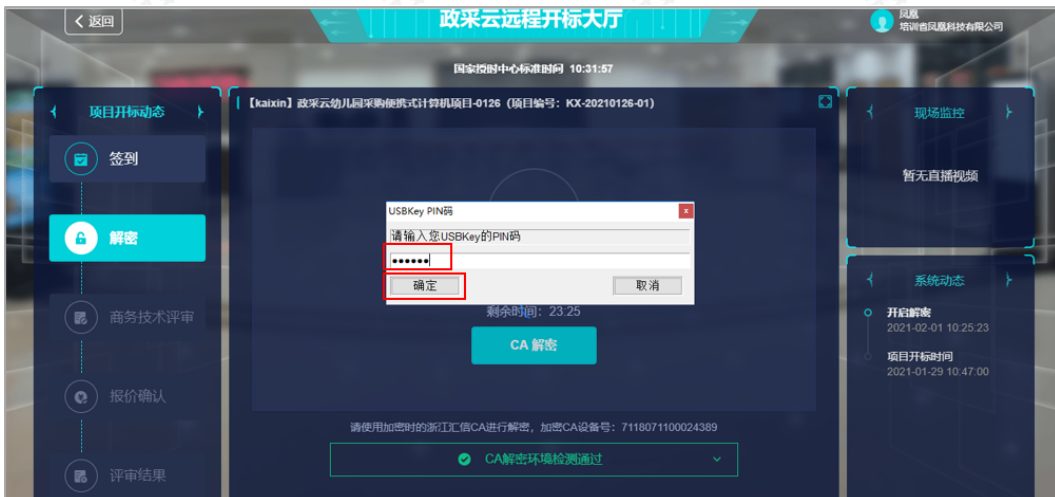 返回
政采云远程开标大厅
凤凰
培训省凤凰科技有限公司
国家授时中心标准时间 10:31:57
项目开标动态
签到
解密
商务技术评审
报价确认
评审结果
【kaixin】政采云幼儿园采购便携式计算机项目-0126（项目编号：KX-20210126-01）
USBKey PIN码
请输入您USBKey的PIN码
••••••
确定
取消
剩余时间：23:25
CA 解密
请使用加密时的浙江汇信CA进行解密，加密CA设备号：7118071100024389
CA解密环境检测通过
现场监控
暂无直播视频
系统动态
开启解密
2021-02-01 10:25:23
项目开标时间
2021-01-29 10:47:00